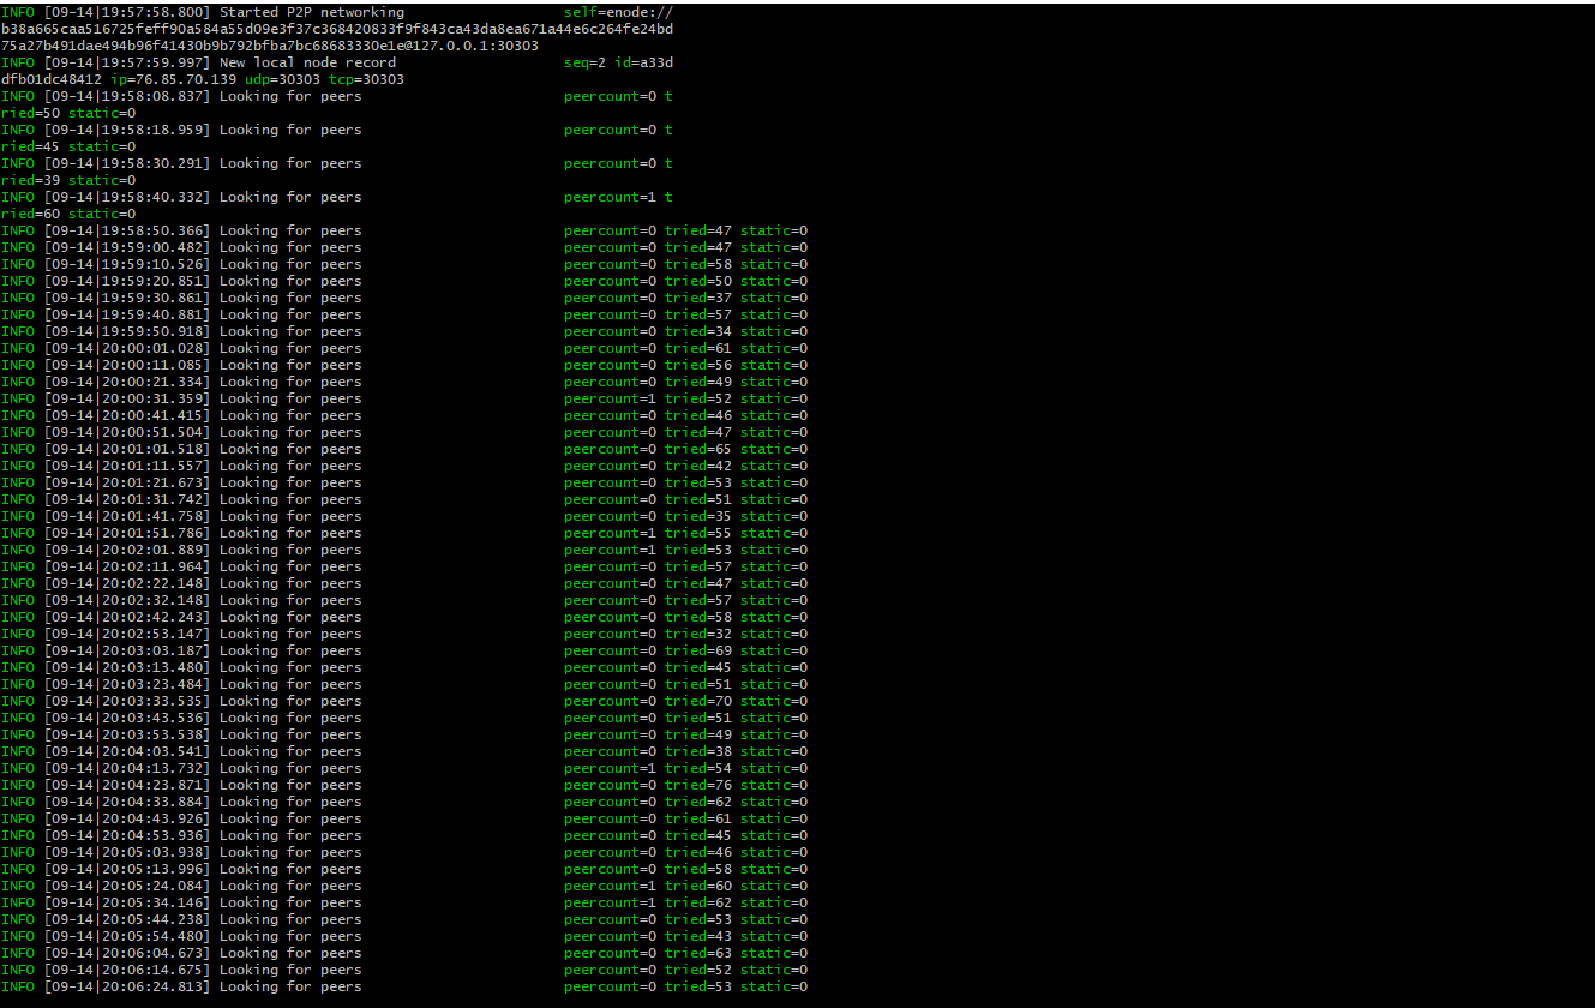 INFO [09-14|19:57:58.800] Started P2P networking self=enode://
b38a665caa516725feff90a584a55d09e3f37c368420833f9f843ca43da8ea671a44e6c264fe24bd
75a27b491dae494b96f41430b9b792bfba7bc68683330e1e@127.0.0.1:30303
INFO [09-14|19:57:59.997] New local node record seq=2 id=a33d
dfb01dc48412 ip=76.85.70.139 udp=30303 tcp=30303
INFO [09-14|19:58:08.837] Looking for peers peercount=0 t
ried=50 static=0
INFO [09-14|19:58:18.959] Looking for peers peercount=0 t
ried=45 static=0
INFO [09-14|19:58:30.291] Looking for peers peercount=0 t
ried=39 static=0
INFO [09-14|19:58:40.332] Looking for peers peercount=1 t
ried=60 static=0
INFO [09-14|19:58:50.366] Looking for peers peercount=0 tried=47 static=0
INFO [09-14|19:59:00.482] Looking for peers peercount=0 tried=47 static=0
INFO [09-14|19:59:10.526] Looking for peers peercount=0 tried=58 static=0
INFO [09-14|19:59:20.851] Looking for peers peercount=0 tried=50 static=0
INFO [09-14|19:59:30.861] Looking for peers peercount=0 tried=37 static=0
INFO [09-14|19:59:40.881] Looking for peers peercount=0 tried=57 static=0
INFO [09-14|19:59:50.918] Looking for peers peercount=0 tried=34 static=0
INFO [09-14|20:00:01.028] Looking for peers peercount=0 tried=61 static=0
INFO [09-14|20:00:11.085] Looking for peers peercount=0 tried=56 static=0
INFO [09-14|20:00:21.334] Looking for peers peercount=0 tried=49 static=0
INFO [09-14|20:00:31.359] Looking for peers peercount=1 tried=52 static=0
INFO [09-14|20:00:41.415] Looking for peers peercount=0 tried=46 static=0
INFO [09-14|20:00:51.504] Looking for peers peercount=0 tried=47 static=0
INFO [09-14|20:01:01.518] Looking for peers peercount=0 tried=65 static=0
INFO [09-14|20:01:11.557] Looking for peers peercount=0 tried=42 static=0
INFO [09-14|20:01:21.673] Looking for peers peercount=0 tried=53 static=0
INFO [09-14|20:01:31.742] Looking for peers peercount=0 tried=51 static=0
INFO [09-14|20:01:41.758] Looking for peers peercount=0 tried=35 static=0
INFO [09-14|20:01:51.786] Looking for peers peercount=1 tried=55 static=0
INFO [09-14|20:02:01.889] Looking for peers peercount=1 tried=53 static=0
INFO [09-14|20:02:11.964] Looking for peers peercount=0 tried=57 static=0
INFO [09-14|20:02:22.148] Looking for peers peercount=0 tried=47 static=0
INFO [09-14|20:02:32.148] Looking for peers peercount=0 tried=57 static=0
INFO [09-14|20:02:42.243] Looking for peers peercount=0 tried=58 static=0
INFO [09-14|20:02:53.147] Looking for peers peercount=0 tried=32 static=0
INFO [09-14|20:03:03.187] Looking for peers peercount=0 tried=69 static=0
INFO [09-14|20:03:13.480] Looking for peers peercount=0 tried=45 static=0
INFO [09-14|20:03:23.484] Looking for peers peercount=0 tried=51 static=0
INFO [09-14|20:03:33.535] Looking for peers peercount=0 tried=70 static=0
INFO [09-14|20:03:43.536] Looking for peers peercount=0 tried=51 static=0
INFO [09-14|20:03:53.538] Looking for peers peercount=0 tried=49 static=0
INFO [09-14|20:04:03.541] Looking for peers peercount=0 tried=38 static=0
INFO [09-14|20:04:13.732] Looking for peers peercount=1 tried=54 static=0
INFO [09-14|20:04:23.871] Looking for peers peercount=0 tried=76 static=0
INFO [09-14|20:04:33.884] Looking for peers peercount=0 tried=62 static=0
INFO [09-14|20:04:43.926] Looking for peers peercount=0 tried=61 static=0
INFO [09-14|20:04:53.936] Looking for peers peercount=0 tried=45 static=0
INFO [09-14|20:05:03.938] Looking for peers peercount=0 tried=46 static=0
INFO [09-14|20:05:13.996] Looking for peers peercount=0 tried=58 static=0
INFO [09-14|20:05:24.084] Looking for peers peercount=1 tried=60 static=0
INFO [09-14|20:05:34.146] Looking for peers peercount=1 tried=62 static=0
INFO [09-14|20:05:44.238] Looking for peers peercount=0 tried=53 static=0
INFO [09-14|20:05:54.480] Looking for peers peercount=0 tried=43 static=0
INFO [09-14|20:06:04.673] Looking for peers peercount=0 tried=63 static=0
INFO [09-14|20:06:14.675] Looking for peers peercount=0 tried=52 static=0
INFO [09-14|20:06:24.813] Looking for peers peercount=0 tried=53 static=0